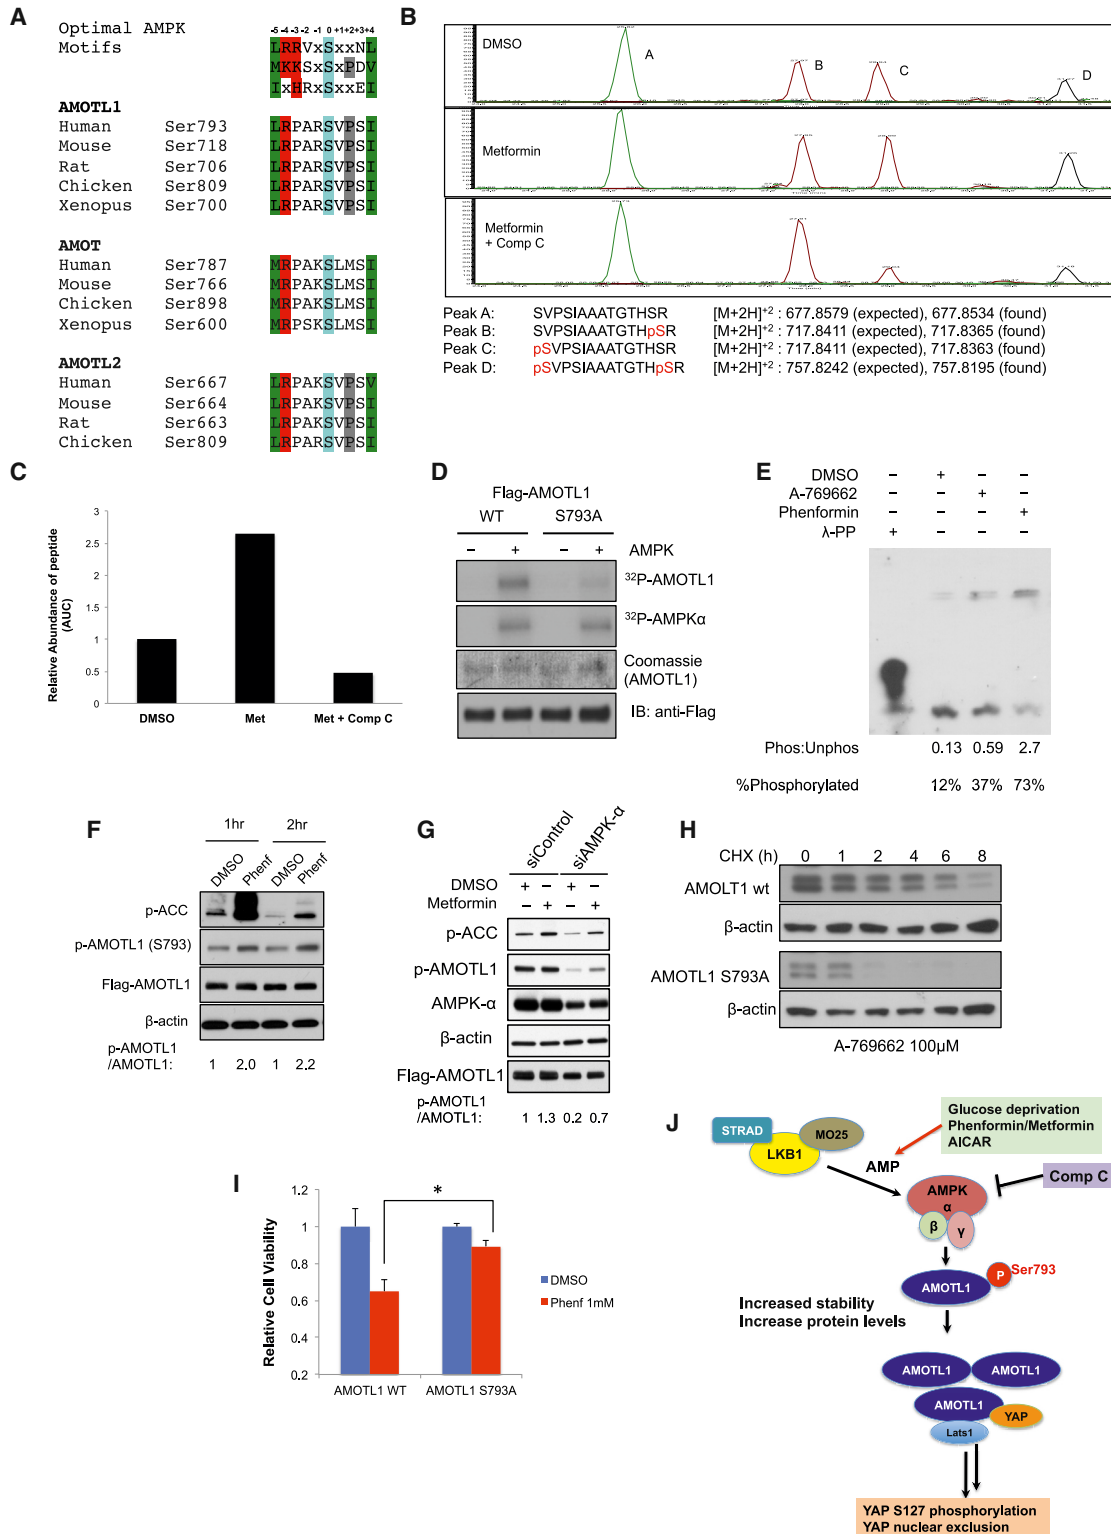 A
Optimal AMPK
Motifs
-5 -4 -3 -2 -1 0 +1+2+3+4
LRRVxSxxNL
MKKSxSxPDV
IxHRxSxxEI
AMOTL1
Human Ser793 LRPARSVPSI
Mouse Ser718 LRPARSVPSI
Rat Ser706 LRPARSVPSI
Chicken Ser809 LRPARSVPSI
Xenopus Ser700 LRPARSVPSI
AMOT
Human Ser787 MRPAKSLMSI
Mouse Ser766 MRPAKSLMSI
Chicken Ser898 MRPAKSLMSI
Xenopus Ser600 MRPSKSLMSI
AMOTL2
Human Ser667 LRPAKSVPSV
Mouse Ser664 LRPAKSVPSI
Rat Ser663 LRPAKSVPSI
Chicken Ser809 LRPARSVPSI
B
DMSO
A
B
C
D
Metformin
Metformin
+ Comp C
Peak A: SVPSIAAATGTHSR [M+2H]+2 : 677.8579 (expected), 677.8534 (found)
Peak B: SVPSIAAATGTHpSR [M+2H]+2 : 717.8411 (expected), 717.8365 (found)
Peak C: pSVPSIAAATGTHSR [M+2H]+2 : 717.8411 (expected), 717.8363 (found)
Peak D: pSVPSIAAATGTHpSR [M+2H]+2 : 757.8242 (expected), 757.8195 (found)
C
Relative Abundance of peptide
(AUC)
3
2.5
2
1.5
1
0.5
0
DMSO Met Met + Comp C
D
Flag-AMOTL1
WT S793A
– + – + AMPK
32P-AMOTL1
32P-AMPKα
Coomassie
(AMOTL1)
IB: anti-Flag
E
DMSO – + – –
A-769662 – – + –
Phenformin – – – +
λ-PP + – – –
Phos:Unphos 0.13 0.59 2.7
%Phosphorylated 12% 37% 73%
F
1hr 2hr
DMSO Phenf DMSO Phenf
p-ACC
p-AMOTL1 (S793)
Flag-AMOTL1
β-actin
p-AMOTL1
/AMOTL1: 1 2.0 1 2.2
G
siControl siAMPK-α
DMSO + – + –
Metformin – + – +
p-ACC
p-AMOTL1
AMPK-α
β-actin
Flag-AMOTL1
p-AMOTL1
/AMOTL1: 1 1.3 0.2 0.7
H
CHX (h) 0 1 2 4 6 8
AMOLT1 wt
β-actin
AMOTL1 S793A
β-actin
A-769662 100µM
I
Relative Cell Viability
1.2
1
0.8
0.6
0.4
0.2
*
DMSO
Phenf 1mM
AMOTL1 WT AMOTL1 S793A
J
Glucose deprivation
Phenformin/Metformin
AICAR
STRAD
MO25
LKB1
AMP
Comp C
AMPK
α
β
γ
P
Ser793
AMOTL1
Increased stability
Increase protein levels
AMOTL1
AMOTL1
AMOTL1
YAP
Lats1
YAP S127 phosphorylation
YAP nuclear exclusion